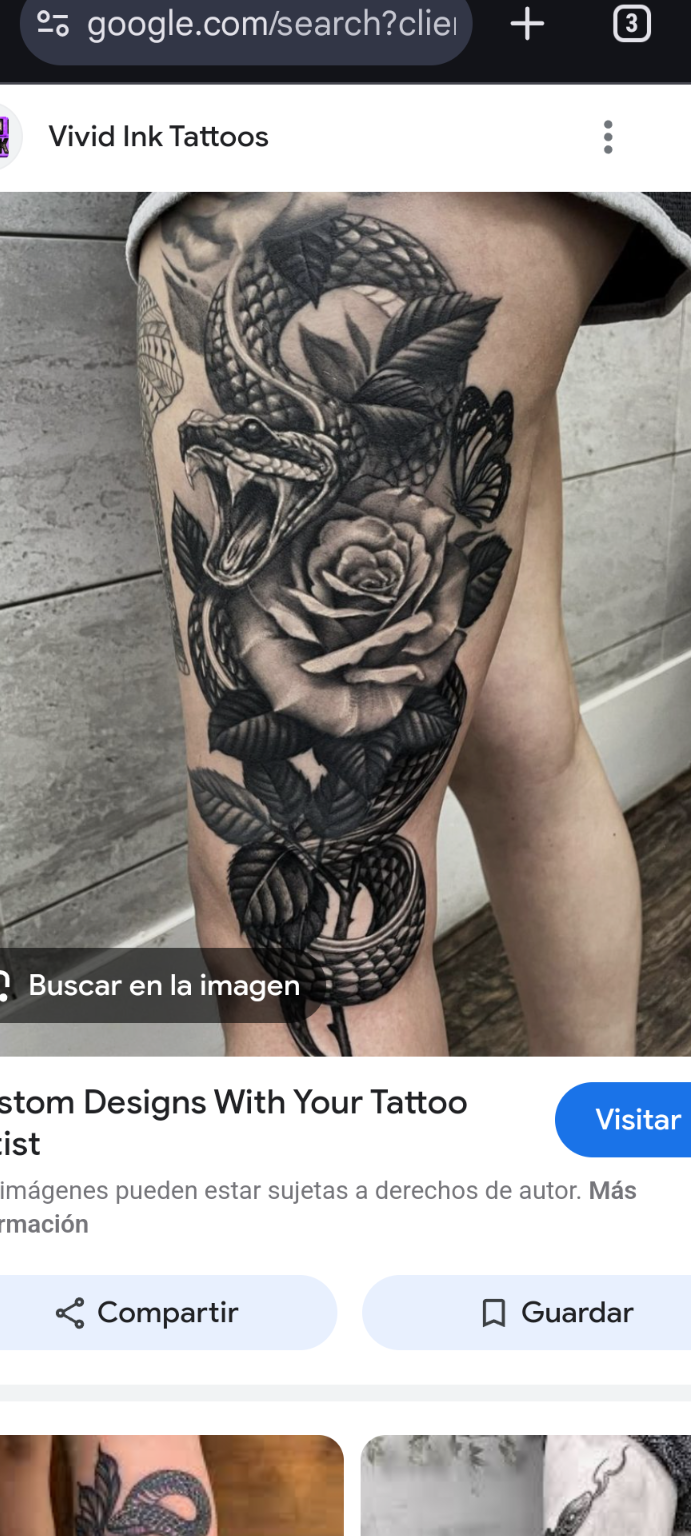 google.com/search?clie
3
Vivid Ink Tattoos
Buscar en la imagen
stom Designs With Your Tattoo
tist
Visitar
imágenes pueden estar sujetas a derechos de autor. Más
rmación
Compartir
Guardar